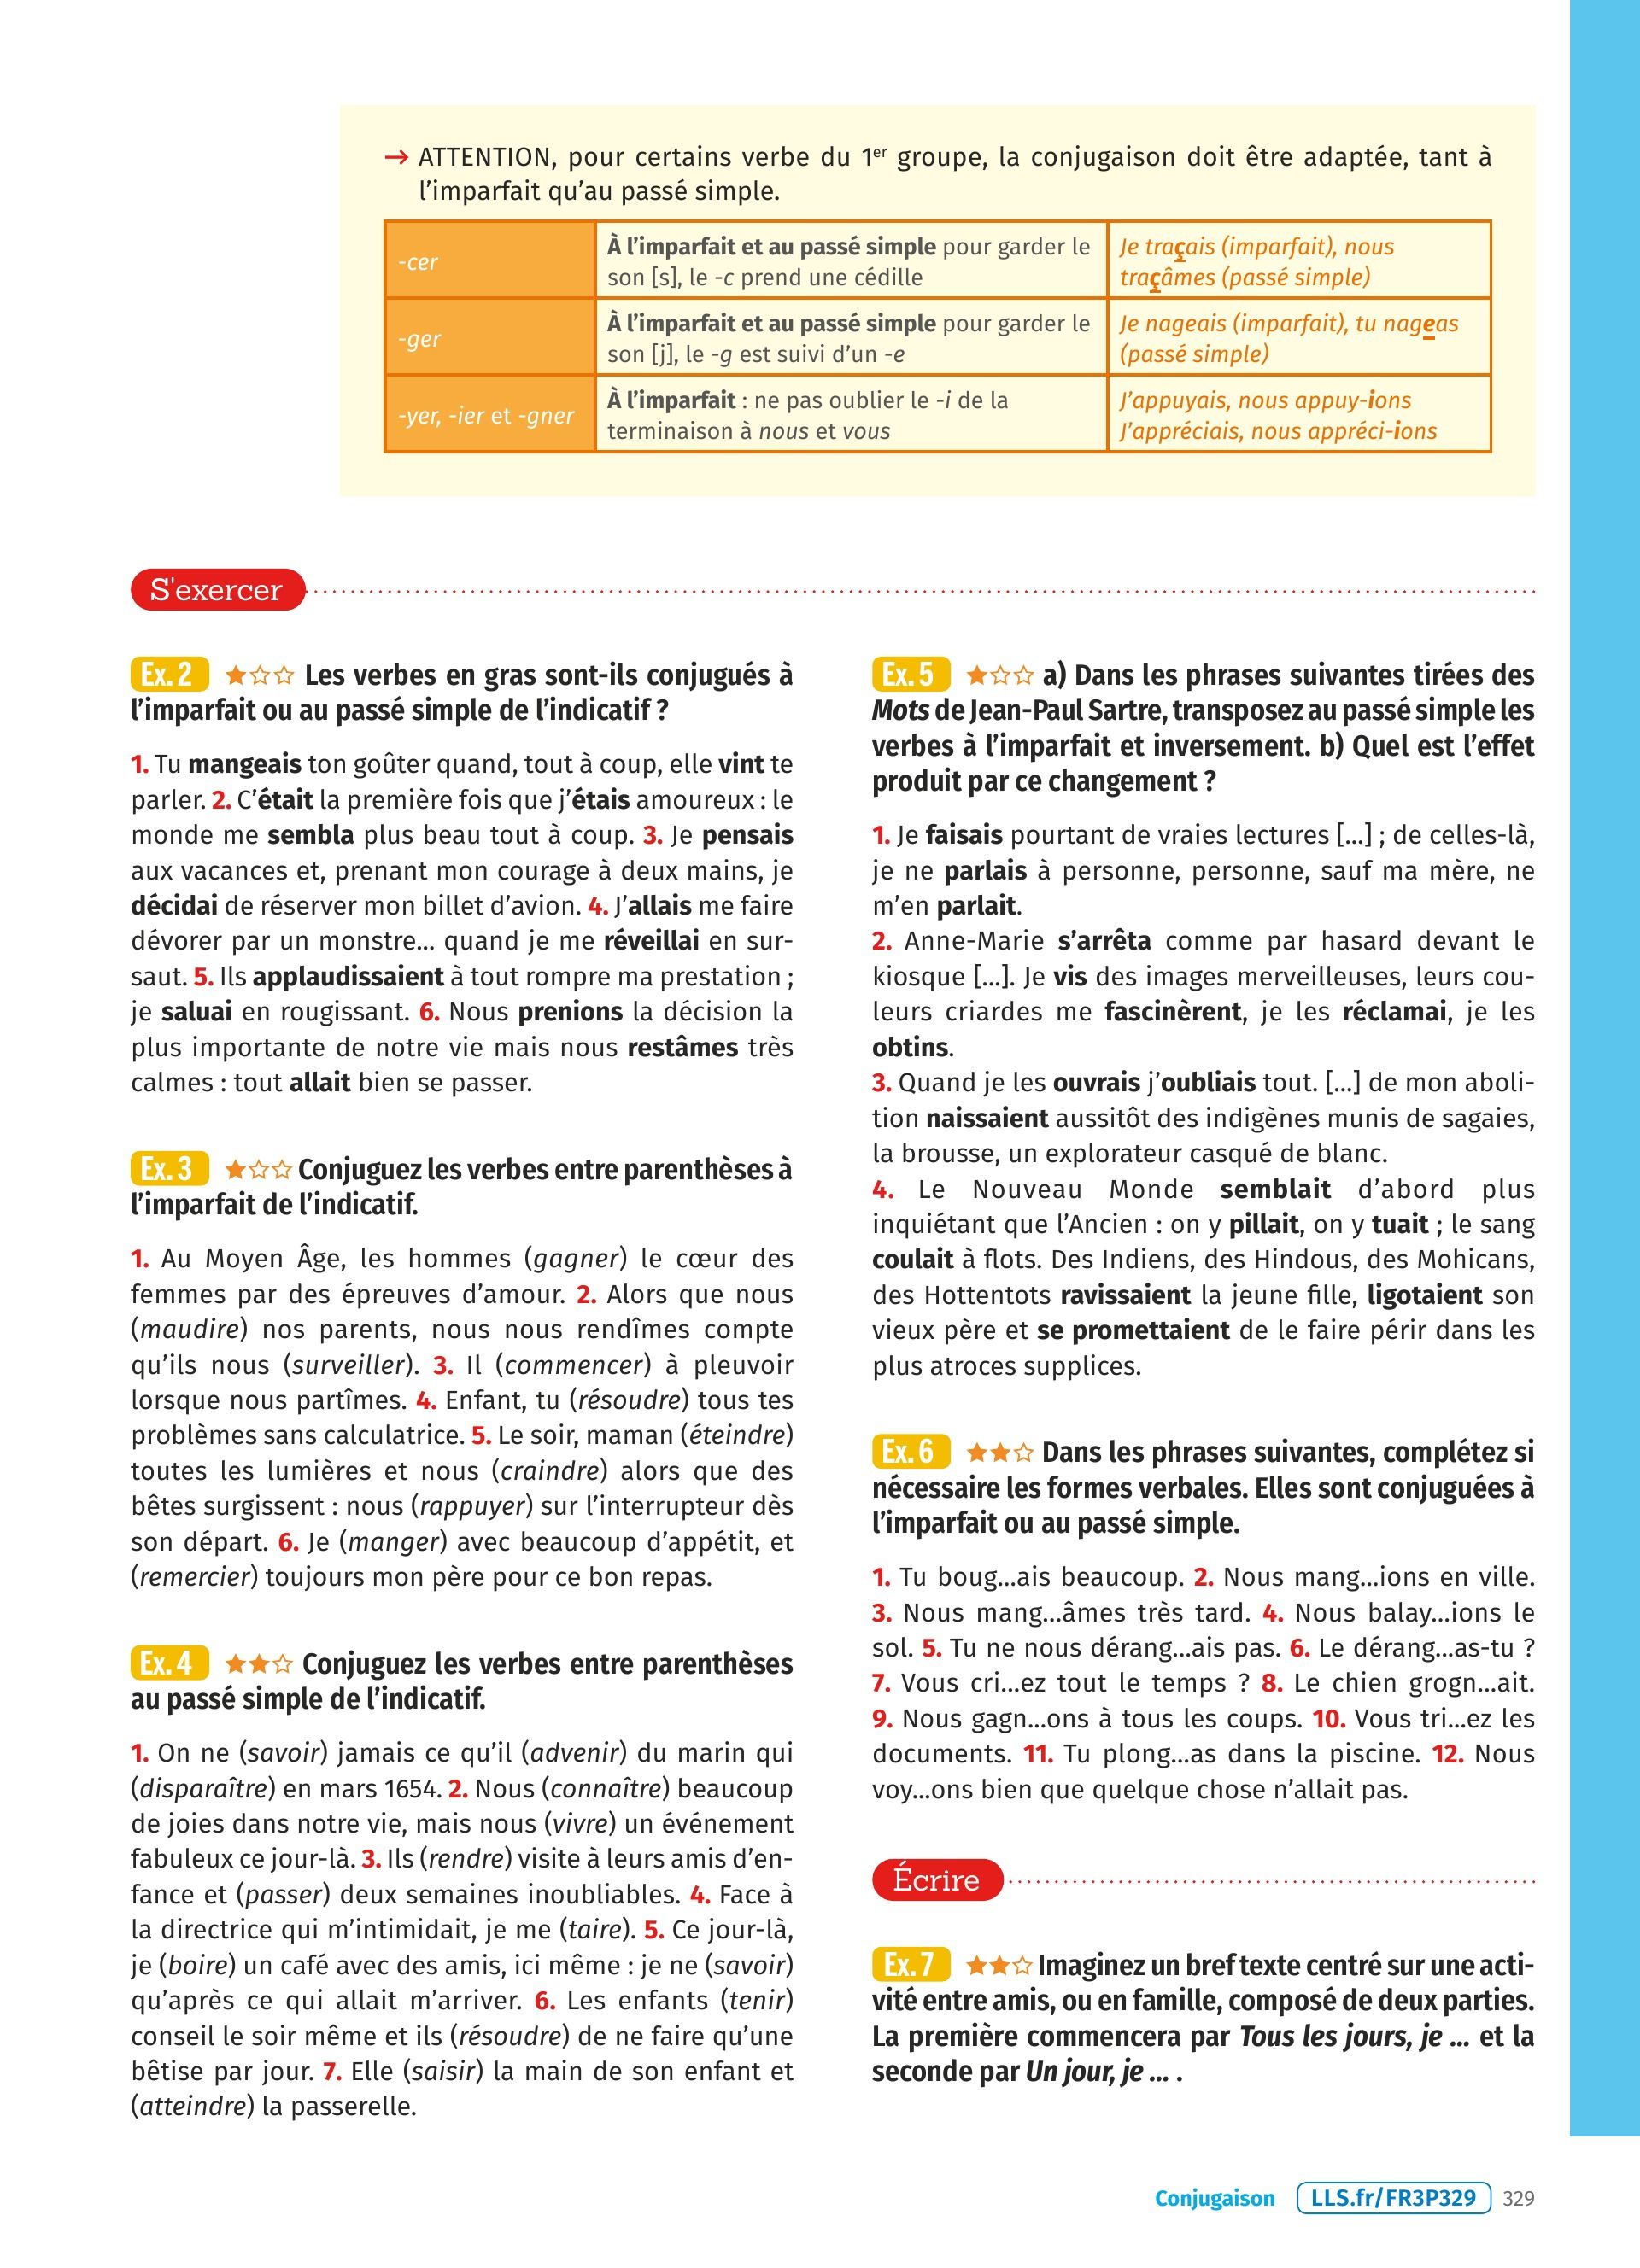 → ATTENTION, pour certains verbe du 1er groupe, la conjugaison doit être adaptée, tant à
l’imparfait qu’au passé simple.
-cer
À l’imparfait et au passé simple pour garder le
son [s], le -c prend une cédille
Je traçais (imparfait), nous
traçâmes (passé simple)
-ger
À l’imparfait et au passé simple pour garder le
son [j], le -g est suivi d’un -e
Je nageais (imparfait), tu nageas
(passé simple)
-yer, -ier et -gner
À l’imparfait : ne pas oublier le -i de la
terminaison à nous et vous
J’appuyais, nous appuy-ions
J’appréciais, nous appréci-ions
S'exercer
Ex. 2 ★☆☆ Les verbes en gras sont-ils conjugués à
l’imparfait ou au passé simple de l’indicatif ?
1. Tu mangeais ton goûter quand, tout à coup, elle vint te
parler. 2. C’était la première fois que j’étais amoureux : le
monde me sembla plus beau tout à coup. 3. Je pensais
aux vacances et, prenant mon courage à deux mains, je
décidai de réserver mon billet d’avion. 4. J’allais me faire
dévorer par un monstre… quand je me réveillai en sur-
saut. 5. Ils applaudissaient à tout rompre ma prestation ;
je saluai en rougissant. 6. Nous prenions la décision la
plus importante de notre vie mais nous restâmes très
calmes : tout allait bien se passer.
Ex. 3 ★☆☆ Conjuguez les verbes entre parenthèses à
l’imparfait de l’indicatif.
1. Au Moyen Âge, les hommes (gagner) le cœur des
femmes par des épreuves d’amour. 2. Alors que nous
(maudire) nos parents, nous nous rendîmes compte
qu’ils nous (surveiller). 3. Il (commencer) à pleuvoir
lorsque nous partîmes. 4. Enfant, tu (résoudre) tous tes
problèmes sans calculatrice. 5. Le soir, maman (éteindre)
toutes les lumières et nous (craindre) alors que des
bêtes surgissent : nous (rappuyer) sur l’interrupteur dès
son départ. 6. Je (manger) avec beaucoup d’appétit, et
(remercier) toujours mon père pour ce bon repas.
Ex. 4 ★★☆ Conjuguez les verbes entre parenthèses
au passé simple de l’indicatif.
1. On ne (savoir) jamais ce qu’il (advenir) du marin qui
(disparaître) en mars 1654. 2. Nous (connaître) beaucoup
de joies dans notre vie, mais nous (vivre) un événement
fabuleux ce jour-là. 3. Ils (rendre) visite à leurs amis d’en-
fance et (passer) deux semaines inoubliables. 4. Face à
la directrice qui m’intimidait, je me (taire). 5. Ce jour-là,
je (boire) un café avec des amis, ici même : je ne (savoir)
qu’après ce qui allait m’arriver. 6. Les enfants (tenir)
conseil le soir même et ils (résoudre) de ne faire qu’une
bêtise par jour. 7. Elle (saisir) la main de son enfant et
(atteindre) la passerelle.
Ex. 5 ★☆☆ a) Dans les phrases suivantes tirées des
Mots de Jean-Paul Sartre, transposez au passé simple les
verbes à l’imparfait et inversement. b) Quel est l’effet
produit par ce changement ?
1. Je faisais pourtant de vraies lectures […] ; de celles-là,
je ne parlais à personne, personne, sauf ma mère, ne
m’en parlait.
2. Anne-Marie s’arrêta comme par hasard devant le
kiosque […]. Je vis des images merveilleuses, leurs cou-
leurs criardes me fascinèrent, je les réclamai, je les
obtins.
3. Quand je les ouvrais j’oubliais tout. […] de mon aboli-
tion naissaient aussitôt des indigènes munis de sagaies,
la brousse, un explorateur casqué de blanc.
4. Le Nouveau Monde semblait d’abord plus
inquiétant que l’Ancien : on y pillait, on y tuait ; le sang
coulait à flots. Des Indiens, des Hindous, des Mohicans,
des Hottentots ravissaient la jeune fille, ligotaient son
vieux père et se promettaient de le faire périr dans les
plus atroces supplices.
Ex. 6 ★★☆ Dans les phrases suivantes, complétez si
nécessaire les formes verbales. Elles sont conjuguées à
l’imparfait ou au passé simple.
1. Tu boug…ais beaucoup. 2. Nous mang…ions en ville.
3. Nous mang…âmes très tard. 4. Nous balay…ions le
sol. 5. Tu ne nous dérang…ais pas. 6. Le dérang…as-tu ?
7. Vous cri…ez tout le temps ? 8. Le chien grogn…ait.
9. Nous gagn…ons à tous les coups. 10. Vous tri…ez les
documents. 11. Tu plong…as dans la piscine. 12. Nous
voy…ons bien que quelque chose n’allait pas.
Écrire
Ex. 7 ★★☆ Imaginez un bref texte centré sur une acti-
vité entre amis, ou en famille, composé de deux parties.
La première commencera par Tous les jours, je … et la
seconde par Un jour, je … .
Conjugaison LLS.fr/FR3P329 329